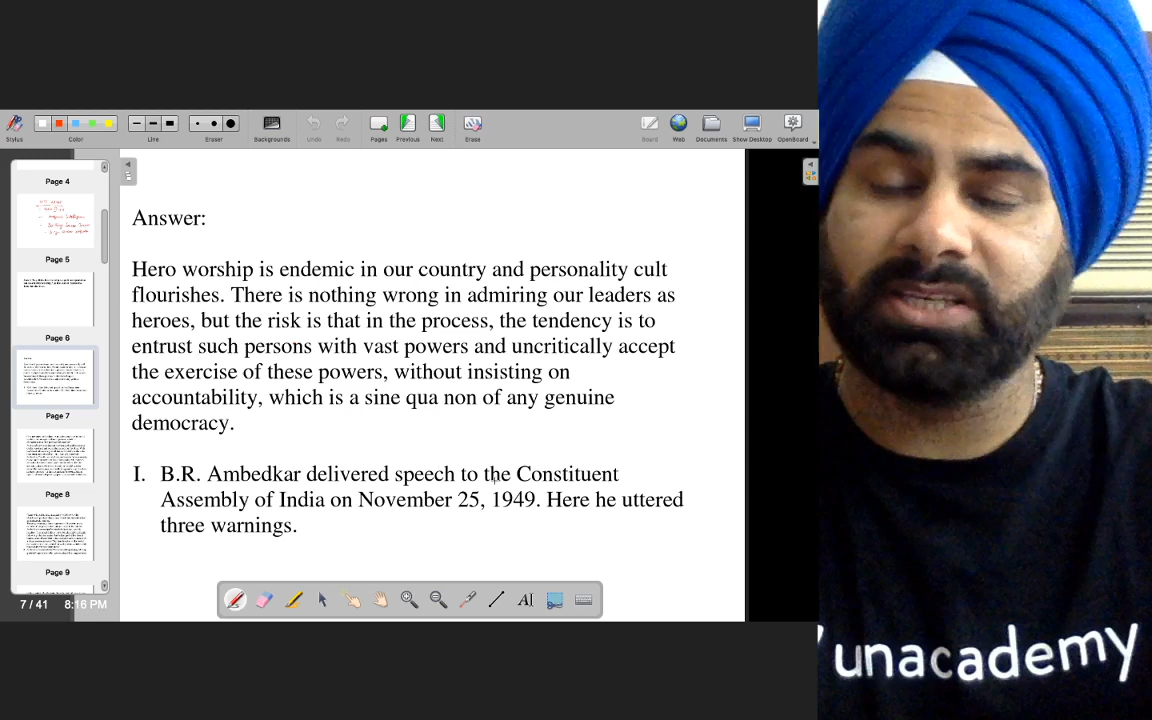 Stylus
Color
Line
Eraser
Backgrounds
Undo
Redo
Pages
Previous
Next
Erase
Board
Web
Documents
Show Desktop
OpenBoard
Page 4
Page 5
Page 6
Page 7
Page 8
Page 9
7 / 41 8:16 PM
Answer:
Hero worship is endemic in our country and personality cult
flourishes. There is nothing wrong in admiring our leaders as
heroes, but the risk is that in the process, the tendency is to
entrust such persons with vast powers and uncritically accept
the exercise of these powers, without insisting on
accountability, which is a sine qua non of any genuine
democracy.
I. B.R. Ambedkar delivered speech to the Constituent
Assembly of India on November 25, 1949. Here he uttered
three warnings.
unacademy